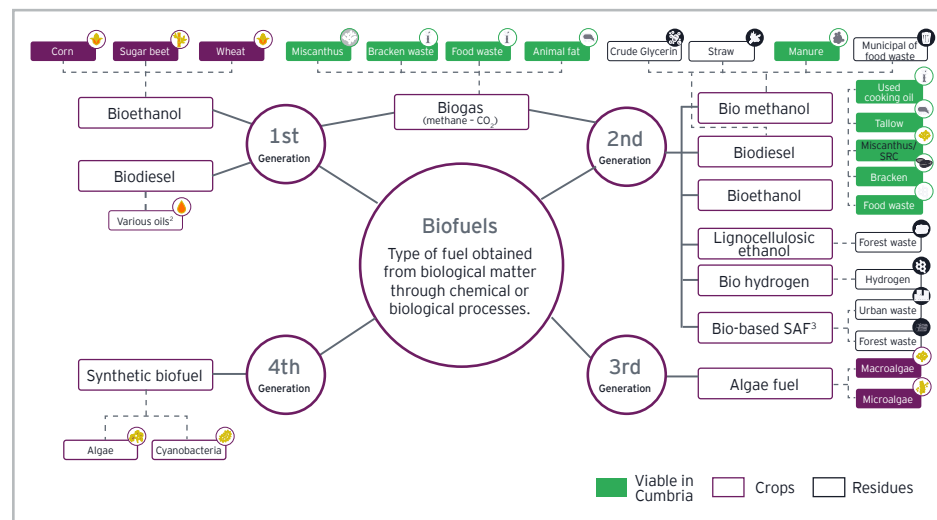 Corn
Sugar beet
Wheat
Miscanthus
Bracken waste
Food waste
Animal fat
Crude Glycerin
Straw
Manure
Municipal of
food waste
Bioethanol
Biodiesel
Various oils²
1st
Generation
Biogas
(methane - CO₂)
2nd
Generation
Bio methanol
Biodiesel
Bioethanol
Lignocellulosic
ethanol
Bio hydrogen
Bio-based SAF³
Used
cooking oil
Tallow
Miscanthus/
SRC
Bracken
Food waste
Forest waste
Hydrogen
Urban waste
Forest waste
Biofuels
Type of fuel obtained
from biological matter
through chemical or
biological processes.
4th
Generation
Synthetic biofuel
Algae
Cyanobacteria
3rd
Generation
Algae fuel
Macroalgae
Microalgae
Viable in
Cumbria
Crops
Residues